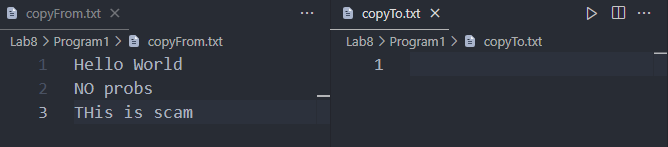 copyFrom.txt
Lab8 > Program1 > copyFrom.txt
1 Hello World
2 NO probs
3 THis is scam
copyTo.txt
Lab8 > Program1 > copyTo.txt
1